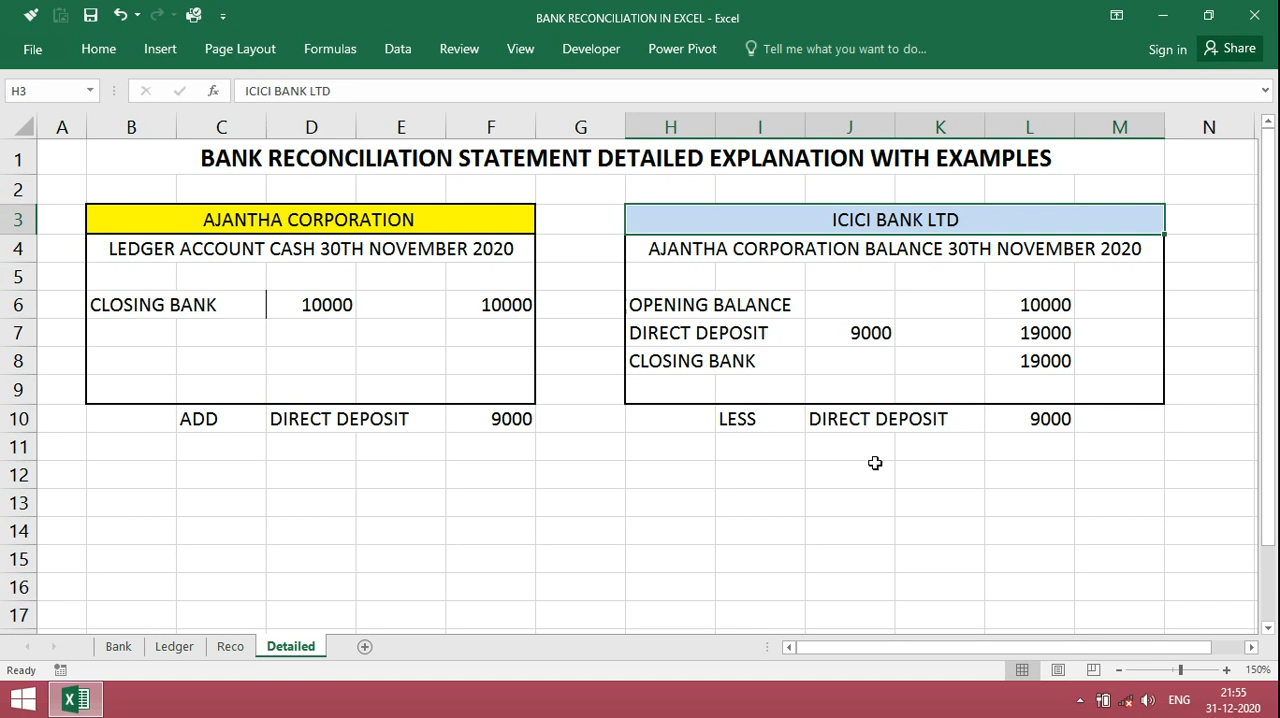 BANK RECONCILIATION IN EXCEL - Excel
File Home Insert Page Layout Formulas Data Review View Developer Power Pivot Tell me what you want to do... Sign in Share
H3 fx ICICI BANK LTD
A B C D E F G H I J K L M N
1 BANK RECONCILIATION STATEMENT DETAILED EXPLANATION WITH EXAMPLES
2
3 AJANTHA CORPORATION ICICI BANK LTD
4 LEDGER ACCOUNT CASH 30TH NOVEMBER 2020 AJANTHA CORPORATION BALANCE 30TH NOVEMBER 2020
5
6 CLOSING BANK 10000 10000 OPENING BALANCE 10000
7 DIRECT DEPOSIT 9000 19000
8 CLOSING BANK 19000
9
10 ADD DIRECT DEPOSIT 9000 LESS DIRECT DEPOSIT 9000
11
12
13
14
15
16
17
Bank Ledger Reco Detailed
Ready 150%
ENG 21:55
31-12-2020